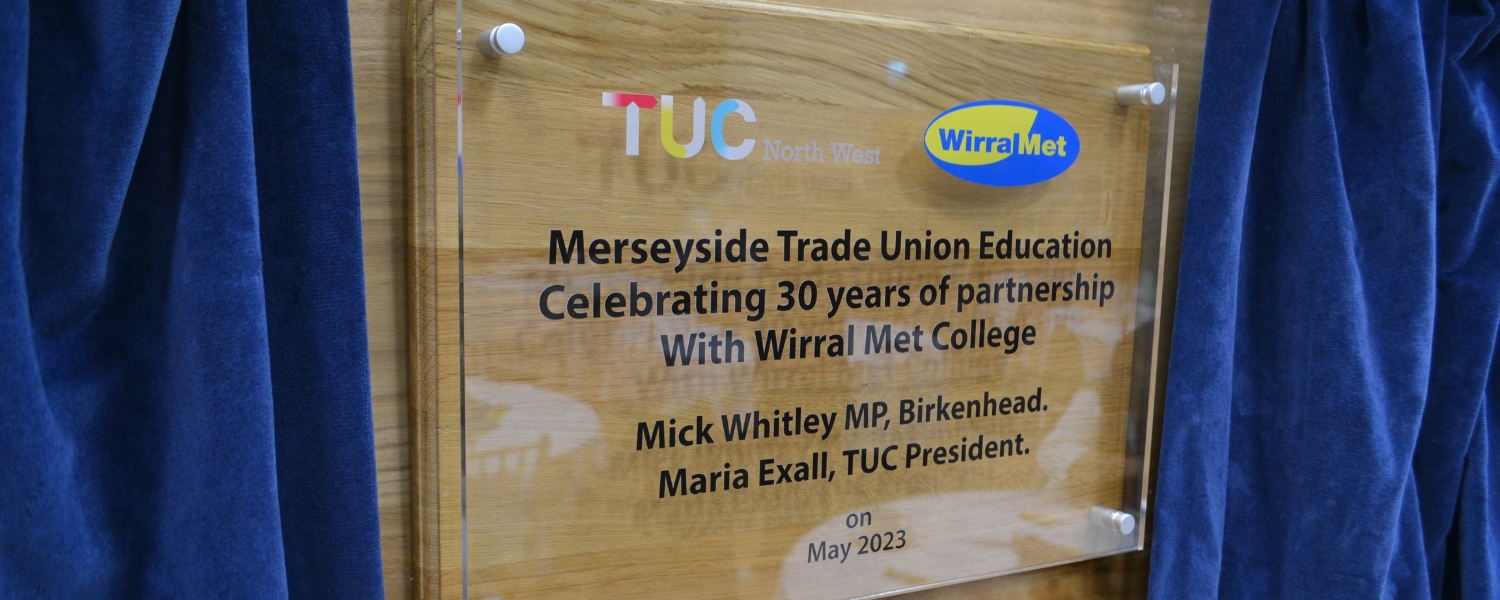 TUC North West
WirralMet
Merseyside Trade Union Education
Celebrating 30 years of partnership
With Wirral Met College
Mick Whitley MP, Birkenhead.
Maria Exall, TUC President.
on
May 2023